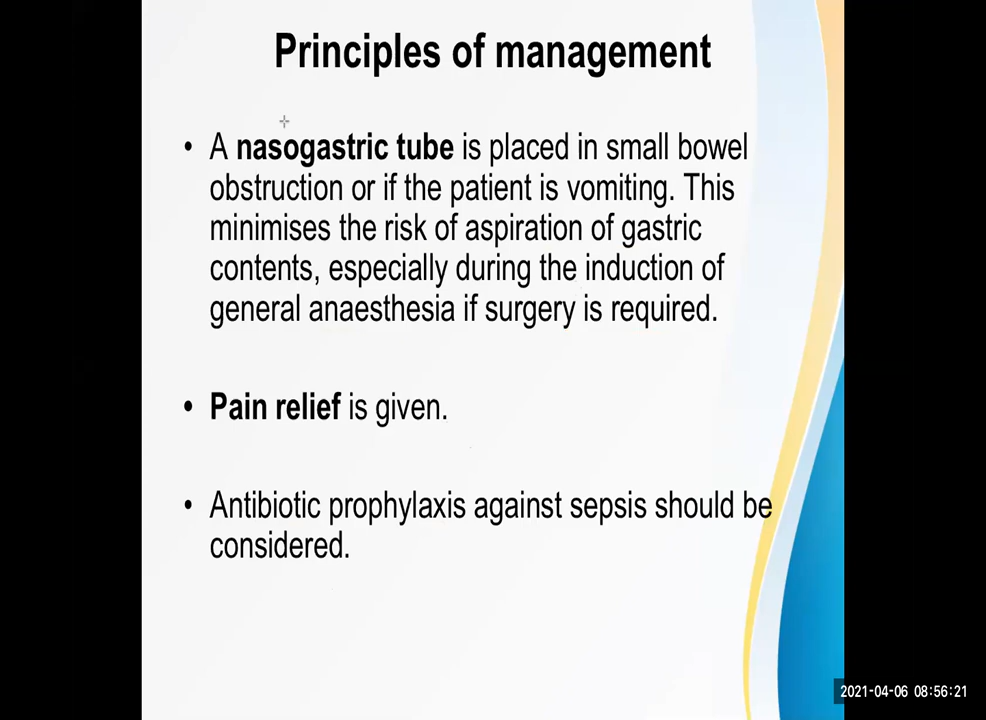 Principles of management
• A nasogastric tube is placed in small bowel
obstruction or if the patient is vomiting. This
minimises the risk of aspiration of gastric
contents, especially during the induction of
general anaesthesia if surgery is required.
• Pain relief is given.
• Antibiotic prophylaxis against sepsis should be
considered.
2021-04-06 08:56:21